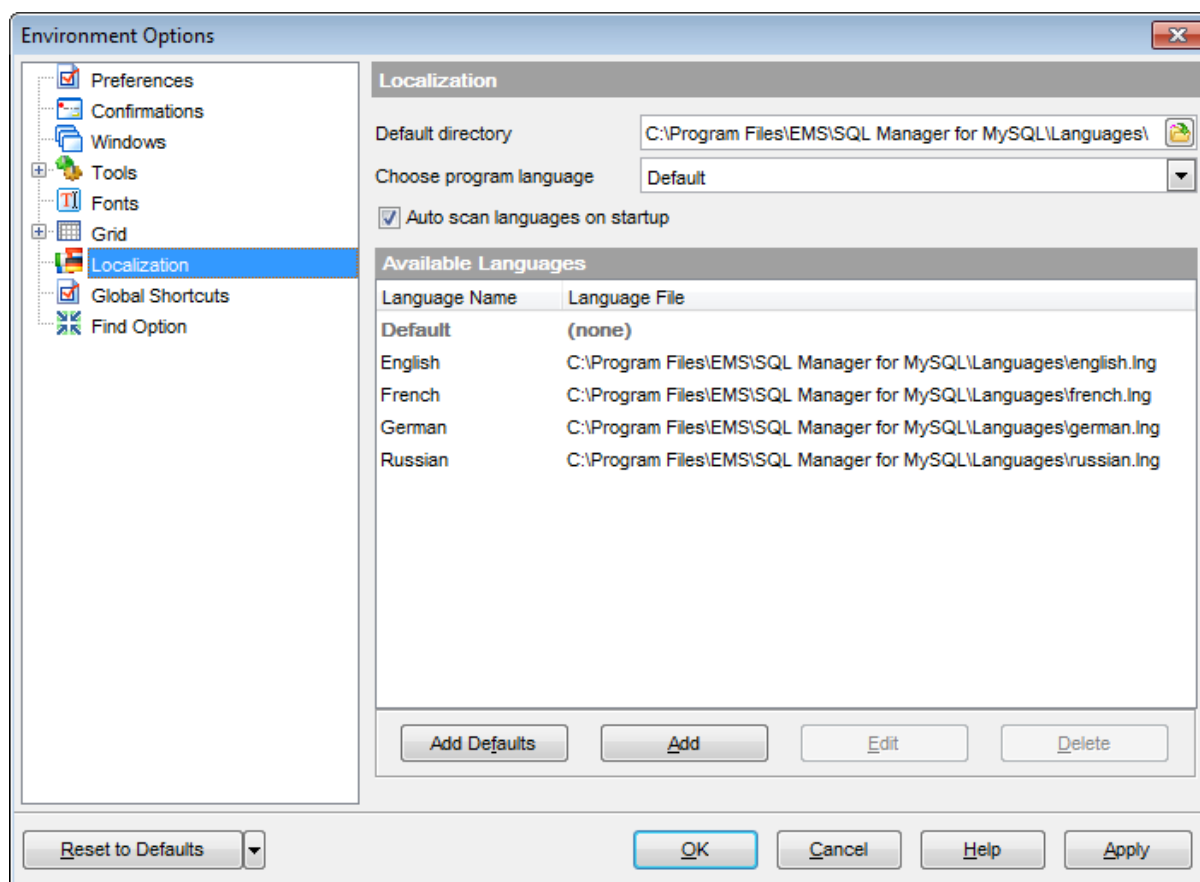 Environment Options
Preferences
Confirmations
Windows
Tools
Fonts
Grid
Localization
Global Shortcuts
Find Option
Localization
Default directory C:\Program Files\EMS\SQL Manager for MySQL\Languages\
Choose program language Default
Auto scan languages on startup
Available Languages
Language Name Language File
Default (none)
English C:\Program Files\EMS\SQL Manager for MySQL\Languages\english.lng
French C:\Program Files\EMS\SQL Manager for MySQL\Languages\french.lng
German C:\Program Files\EMS\SQL Manager for MySQL\Languages\german.lng
Russian C:\Program Files\EMS\SQL Manager for MySQL\Languages\russian.lng
Add Defaults Add Edit Delete
Reset to Defaults OK Cancel Help Apply